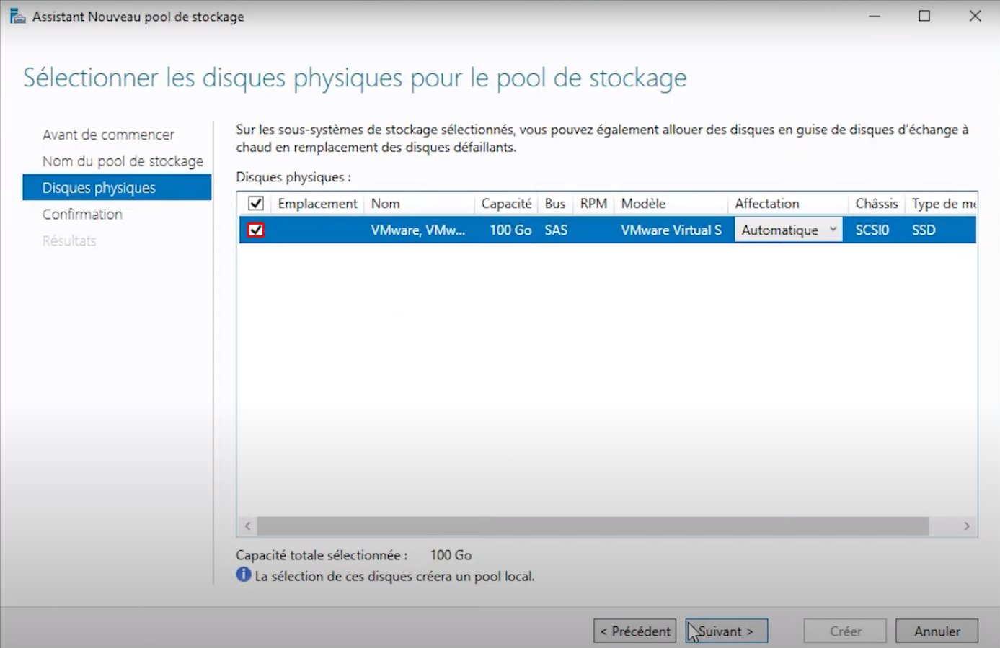 Assistant Nouveau pool de stockage
Sélectionner les disques physiques pour le pool de stockage
Avant de commencer
Nom du pool de stockage
Disques physiques
Confirmation
Résultats
Sur les sous-systèmes de stockage sélectionnés, vous pouvez également allouer des disques en guise de disques d'échange à
chaud en remplacement des disques défaillants.
Disques physiques :
Emplacement Nom Capacité Bus RPM Modèle Affectation Châssis Type de mé
VMware, VMw... 100 Go SAS VMware Virtual S Automatique SCSI0 SSD
Capacité totale sélectionnée : 100 Go
La sélection de ces disques créera un pool local.
< Précédent Suivant > Créer Annuler